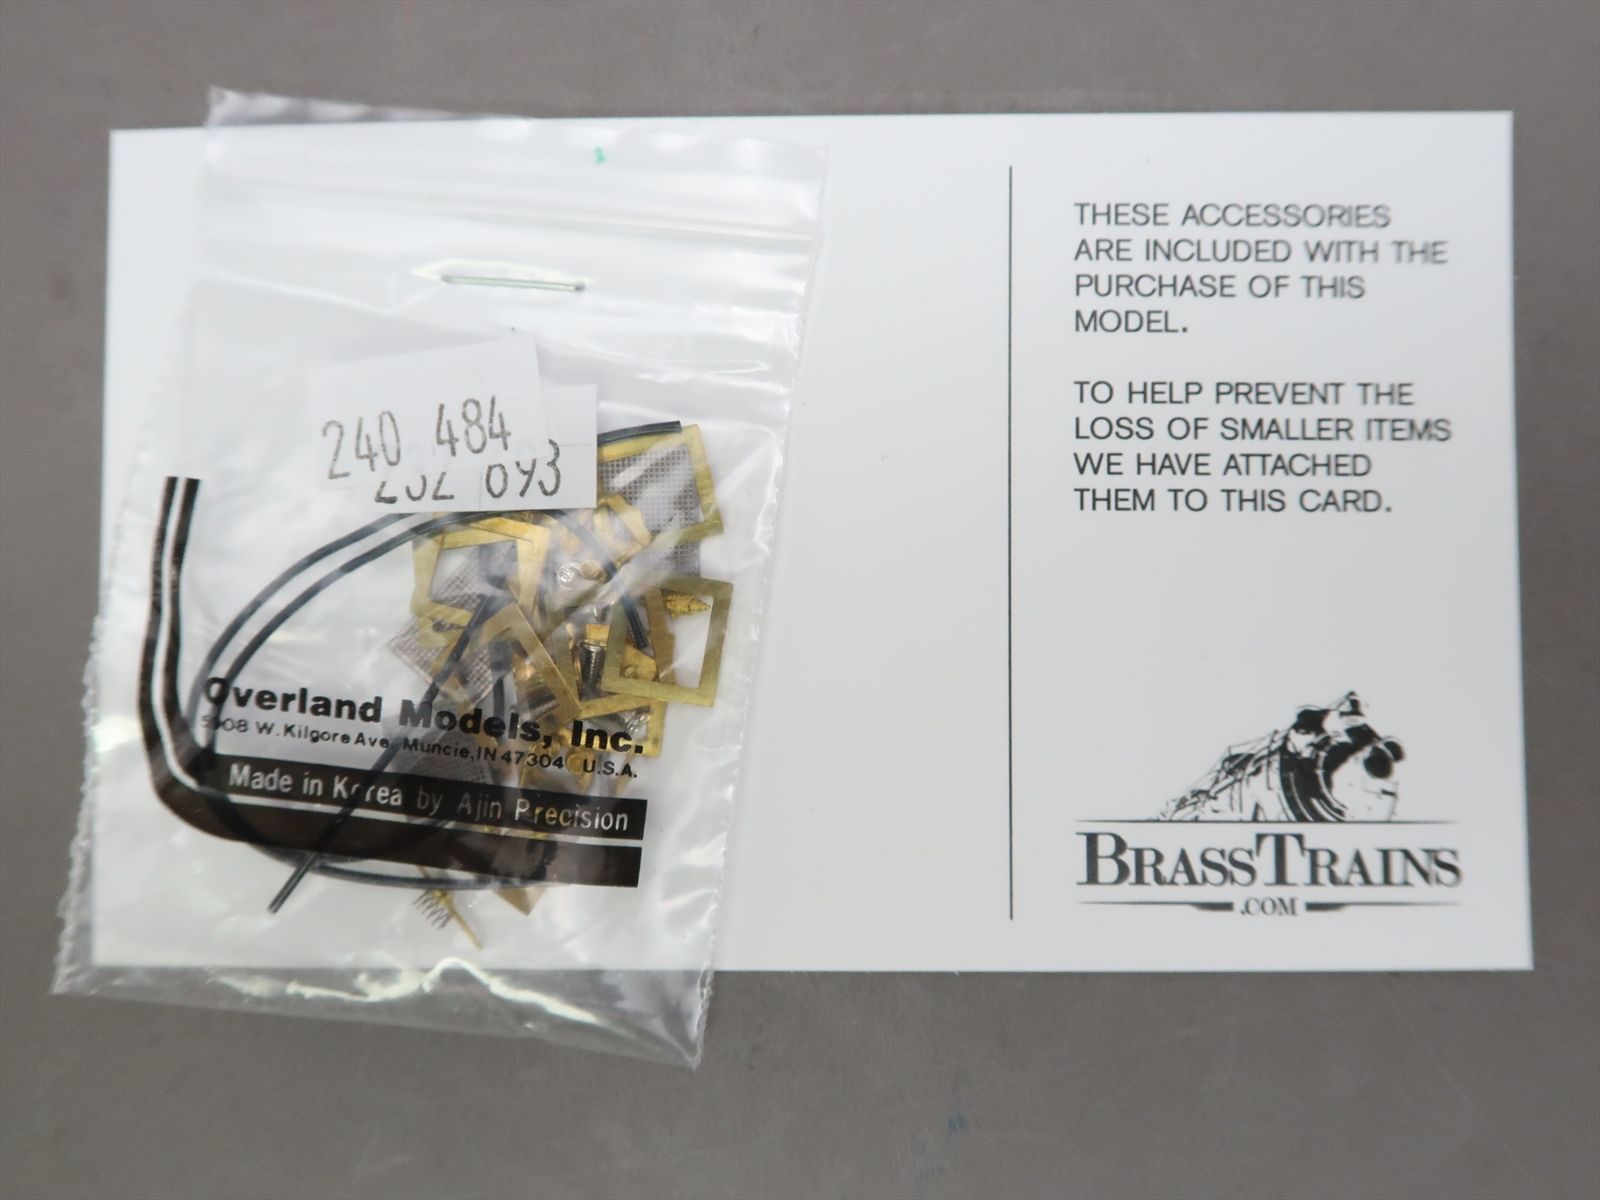 240 484
093
Overland Models, Inc.
5908 W. Kilgore Ave. Muncie, IN 47304 U.S.A.
Made in Korea by Ajin Precision
THESE ACCESSORIES
ARE INCLUDED WITH THE
PURCHASE OF THIS
MODEL.
TO HELP PREVENT THE
LOSS OF SMALLER ITEMS
WE HAVE ATTACHED
THEM TO THIS CARD.
BRASSTRAINS
.COM